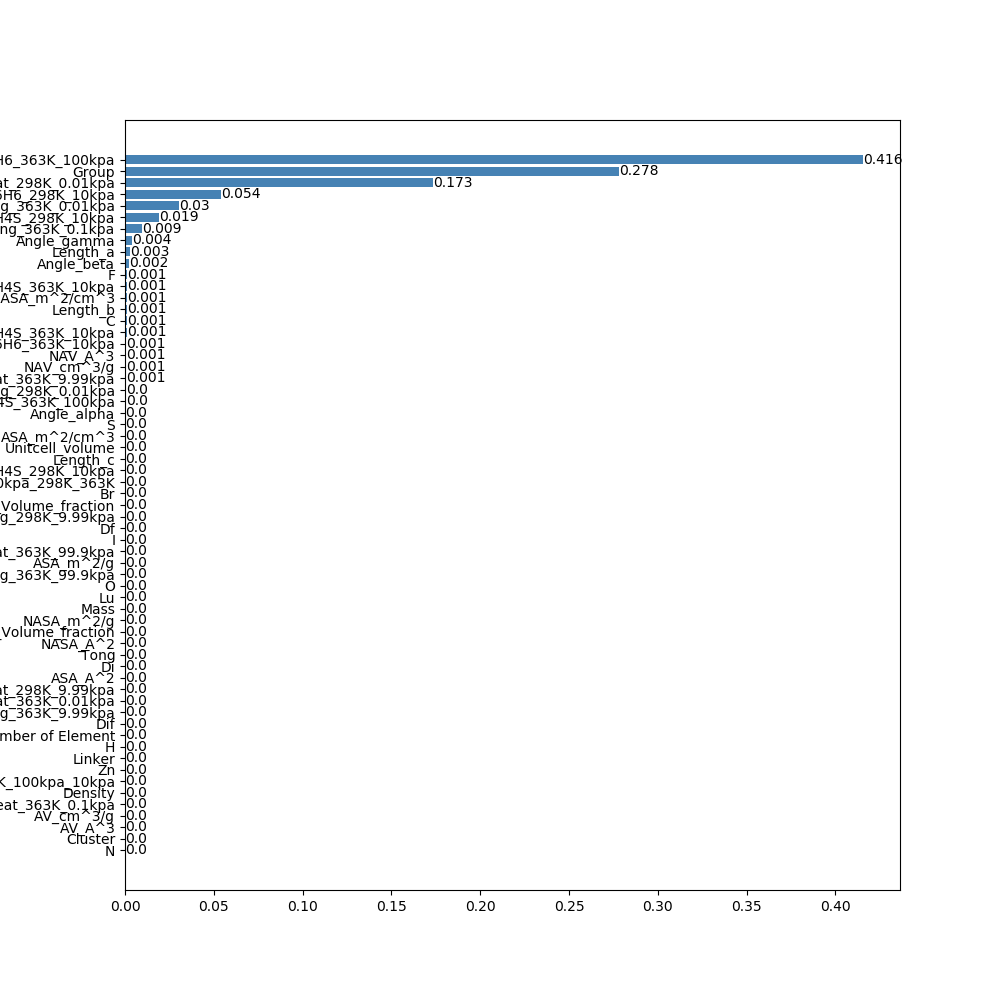 H6_363K_100kpa 0.416
Group 0.278
at_298K_0.01kpa 0.173
6H6_298K_10kpa 0.054
g_363K_0.01kpa 0.03
H4S_298K_10kpa 0.019
ng_363K_0.1kpa 0.009
Angle_gamma 0.004
Length_a 0.003
Angle_beta 0.002
F 0.001
H4S_363K_10kpa 0.001
ASA_m^2/cm^3 0.001
Length_b 0.001
C 0.001
H4S_363K_10kpa 0.001
6H6_363K_10kpa 0.001
NAV_A^3 0.001
NAV_cm^3/g 0.001
at_363K_9.99kpa 0.001
g_298K_0.01kpa 0.0
4S_363K_100kpa 0.0
Angle_alpha 0.0
S 0.0
ASA_m^2/cm^3 0.0
Unitcell_volume 0.0
Length_c 0.0
H4S_298K_10kpa 0.0
0kpa_298K_363K 0.0
Br 0.0
Volume_fraction 0.0
g_298K_9.99kpa 0.0
Df 0.0
I 0.0
at_363K_99.9kpa 0.0
ASA_m^2/g 0.0
g_363K_99.9kpa 0.0
O 0.0
Lu 0.0
Mass 0.0
NASA_m^2/g 0.0
Volume_fraction 0.0
NASA_A^2 0.0
Tong 0.0
Di 0.0
ASA_A^2 0.0
at_298K_9.99kpa 0.0
at_363K_0.01kpa 0.0
g_363K_9.99kpa 0.0
Dif 0.0
mber of Element 0.0
H 0.0
Linker 0.0
Zn 0.0
K_100kpa_10kpa 0.0
Density 0.0
eat_363K_0.1kpa 0.0
AV_cm^3/g 0.0
AV_A^3 0.0
Cluster 0.0
N 0.0
0.00 0.05 0.10 0.15 0.20 0.25 0.30 0.35 0.40